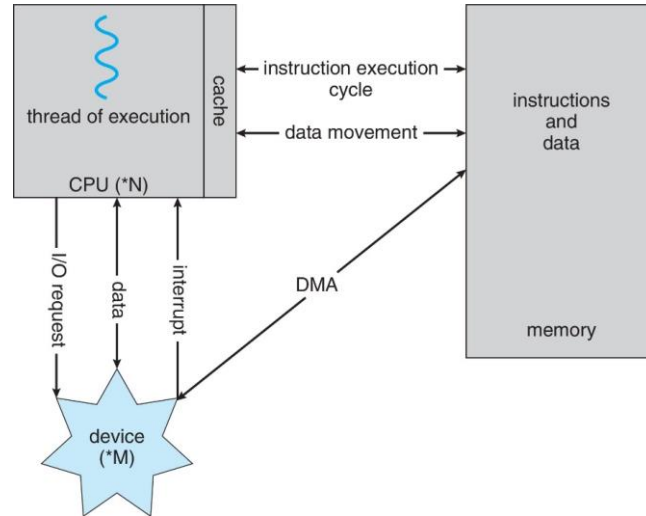 thread of execution
cache
CPU (*N)
instruction execution
cycle
data movement
instructions
and
data
memory
I/O request
data
interrupt
DMA
device
(*M)